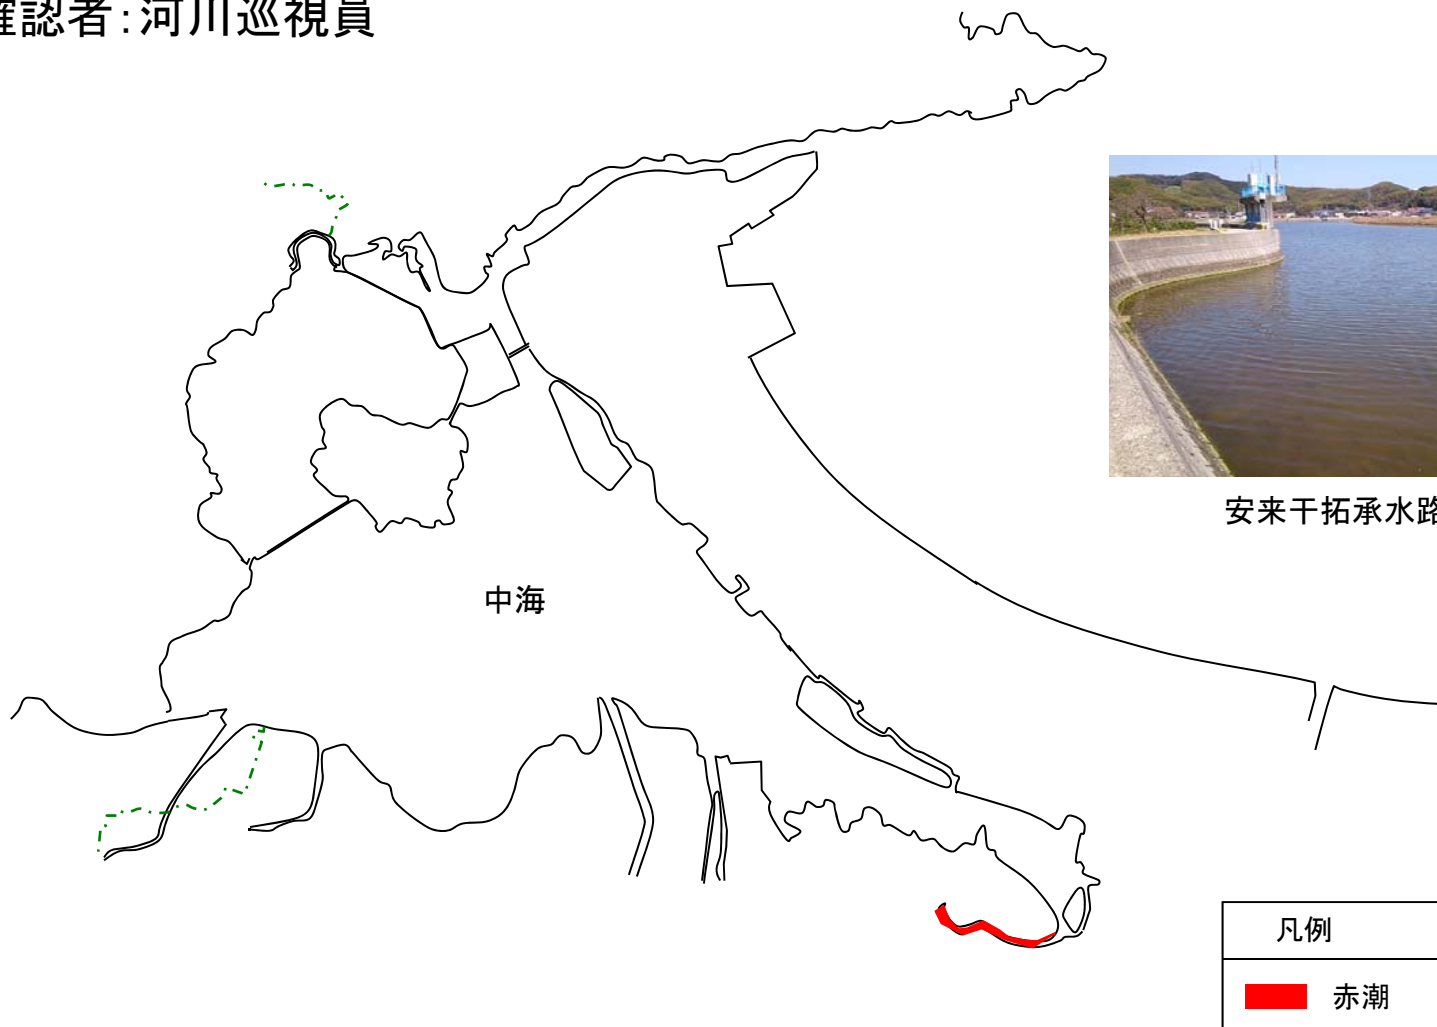 確認者：河川巡視員
安来干拓承水路
中海
凡例
赤潮